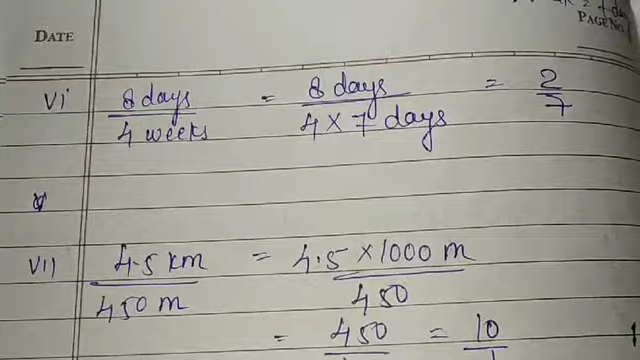 DATE
PAGE NO
vi 8 days / 4 weeks = 8 days / 4 × 7 days = 2/7
vii 4.5 km / 450 m = 4.5 × 1000 m / 450
= 450 / 1 = 10 / 1